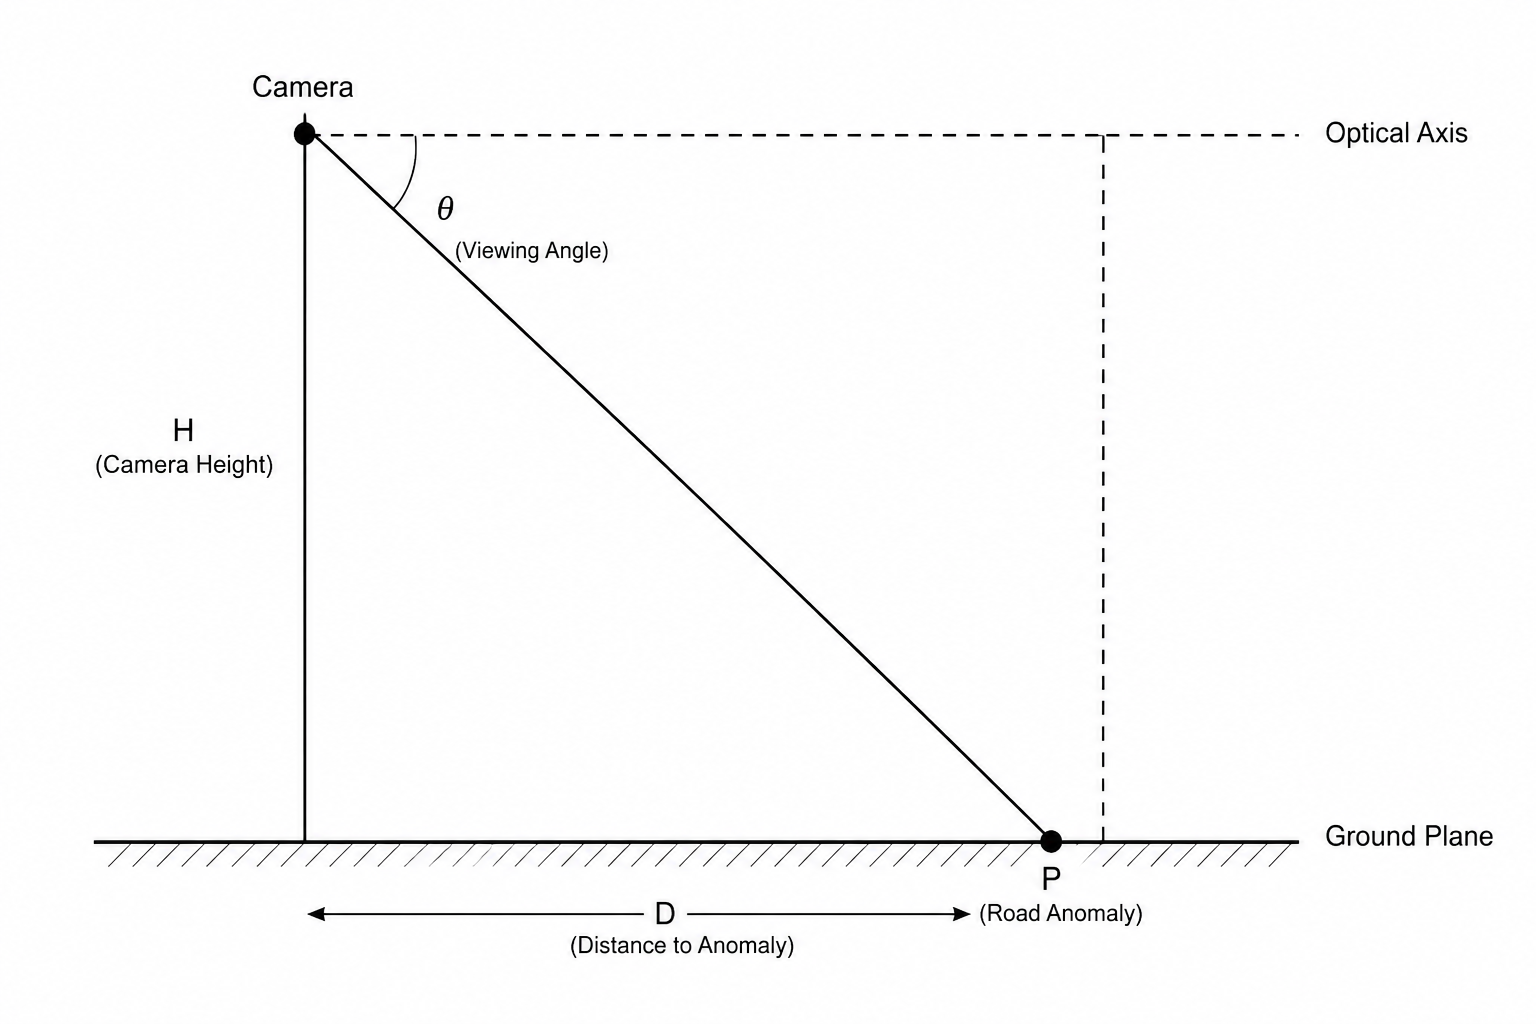 Camera
Optical Axis
θ
(Viewing Angle)
H
(Camera Height)
Ground Plane
P
(Road Anomaly)
D
(Distance to Anomaly)